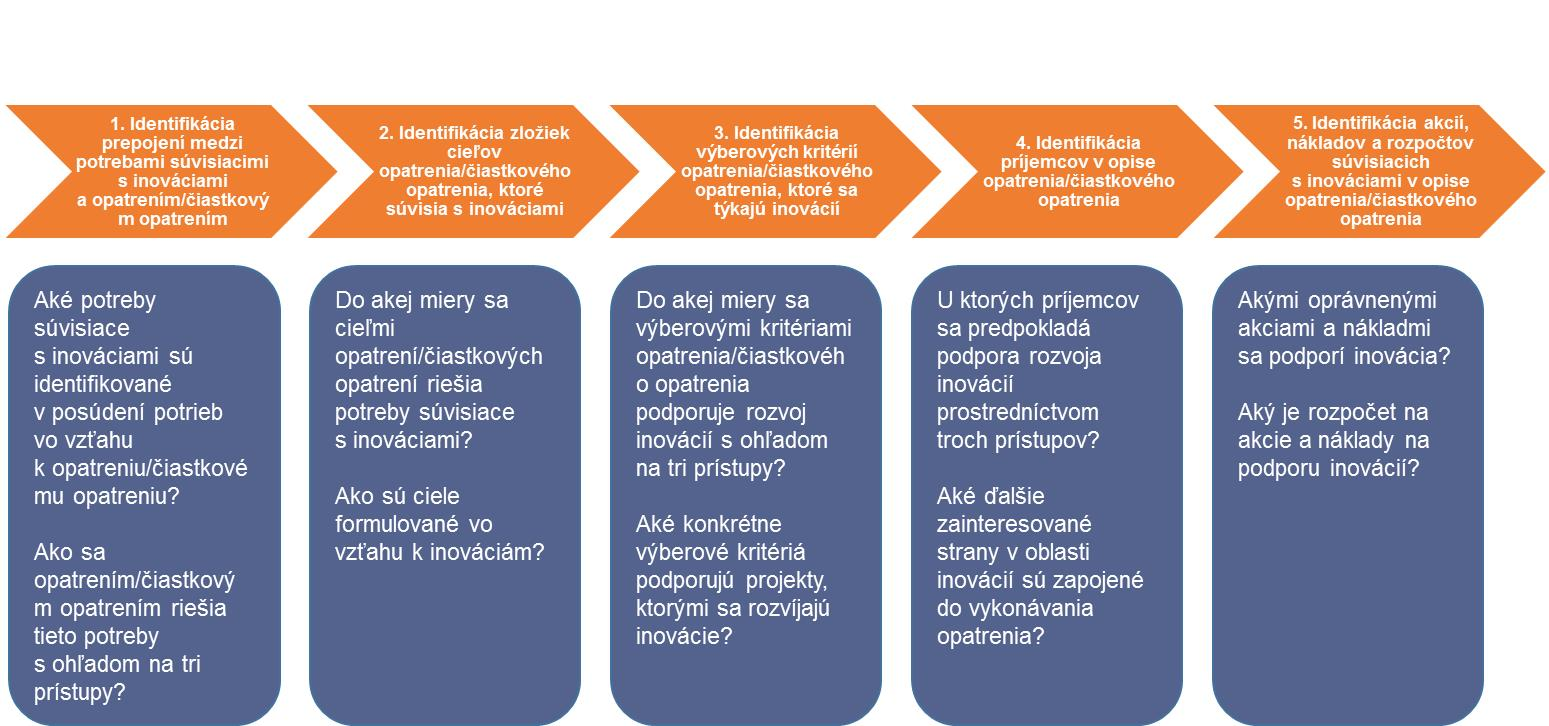 1. Identifikácia
prepojení medzi
potrebami súvisiacimi
s inováciami
a opatrením/čiastkový
m opatrením
2. Identifikácia zložiek
cieľov
opatrenia/čiastkového
opatrenia, ktoré
súvisia s inováciami
3. Identifikácia
výberových kritérií
opatrenia/čiastkového
opatrenia, ktoré sa
týkajú inovácií
4. Identifikácia
príjemcov v opise
opatrenia/čiastkového
opatrenia
5. Identifikácia akcií,
nákladov a rozpočtov
súvisiacich
s inováciami v opise
opatrenia/čiastkového
opatrenia
Aké potreby
súvisiace
s inováciami sú
identifikované
v posúdení potrieb
vo vzťahu
k opatreniu/čiastkové
mu opatreniu?
Ako sa
opatrením/čiastkový
m opatrením riešia
tieto potreby
s ohľadom na tri
prístupy?
Do akej miery sa
cieľmi
opatrení/čiastkových
opatrení riešia
potreby súvisiace
s inováciami?
Ako sú ciele
formulované vo
vzťahu k inováciám?
Do akej miery sa
výberovými kritériami
opatrenia/čiastkovéh
o opatrenia
podporuje rozvoj
inovácií s ohľadom
na tri prístupy?
Aké konkrétne
výberové kritériá
podporujú projekty,
ktorými sa rozvíjajú
inovácie?
U ktorých príjemcov
sa predpokladá
podpora rozvoja
inovácií
prostredníctvom
troch prístupov?
Aké ďalšie
zainteresované
strany v oblasti
inovácií sú zapojené
do vykonávania
opatrenia?
Akými oprávnenými
akciami a nákladmi
sa podporí inovácia?
Aký je rozpočet na
akcie a náklady na
podporu inovácií?